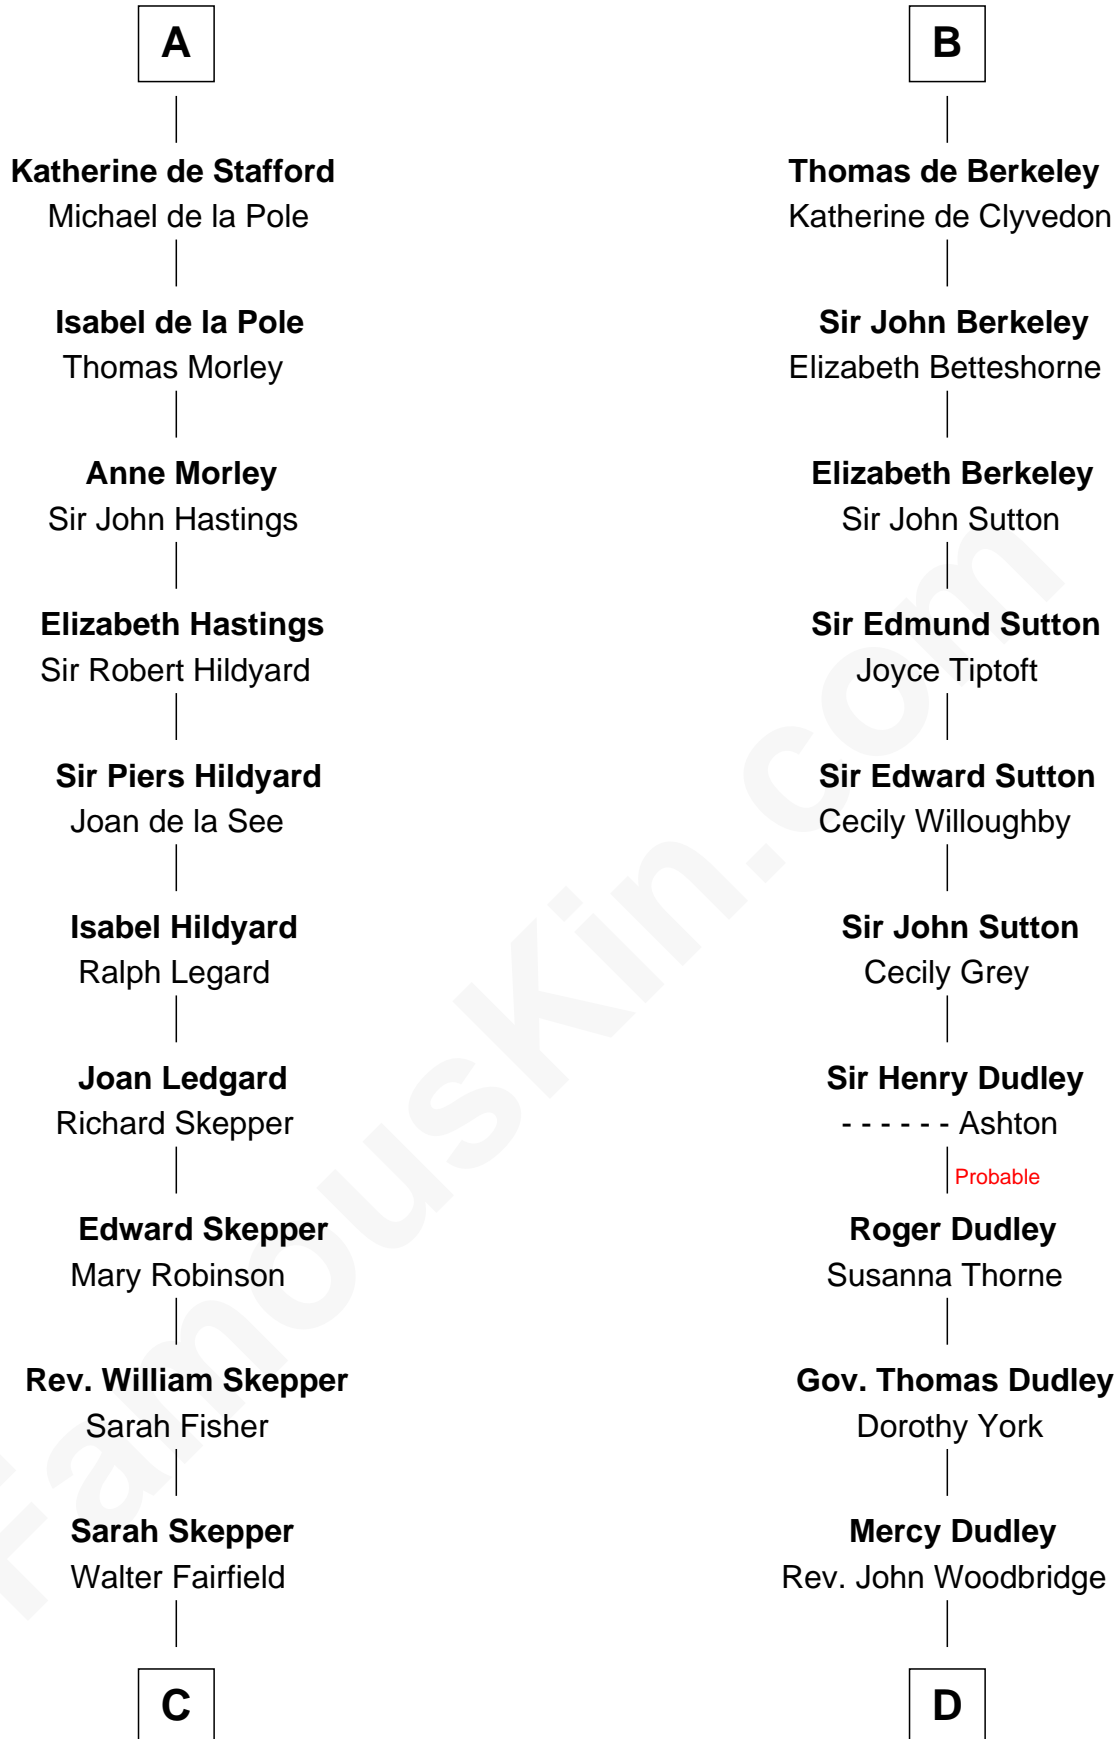 A
Katherine de Stafford
Michael de la Pole
Isabel de la Pole
Thomas Morley
Anne Morley
Sir John Hastings
Elizabeth Hastings
Sir Robert Hildyard
Sir Piers Hildyard
Joan de la See
Isabel Hildyard
Ralph Legard
Joan Ledgard
Richard Skepper
Edward Skepper
Mary Robinson
Rev. William Skepper
Sarah Fisher
Sarah Skepper
Walter Fairfield
C
B
Thomas de Berkeley
Katherine de Clyvedon
Sir John Berkeley
Elizabeth Betteshorne
Elizabeth Berkeley
Sir John Sutton
Sir Edmund Sutton
Joyce Tiptoft
Sir Edward Sutton
Cecily Willoughby
Sir John Sutton
Cecily Grey
Sir Henry Dudley
- - - - - - Ashton
Probable
Roger Dudley
Susanna Thorne
Gov. Thomas Dudley
Dorothy York
Mercy Dudley
Rev. John Woodbridge
D
FamousKin.com